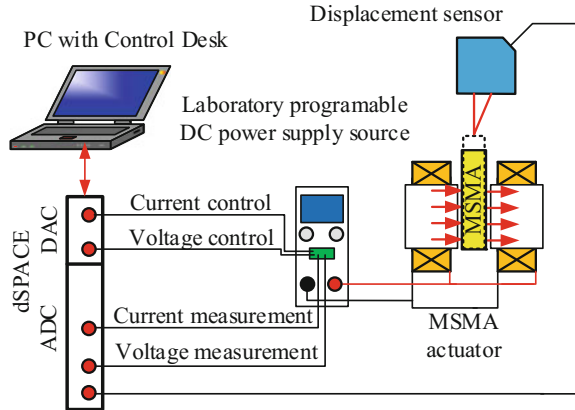 Displacement sensor
PC with Control Desk
Laboratory programable
DC power supply source
MSMA
dSPACE
DAC
ADC
Current control
Voltage control
Current measurement
Voltage measurement
MSMA
actuator